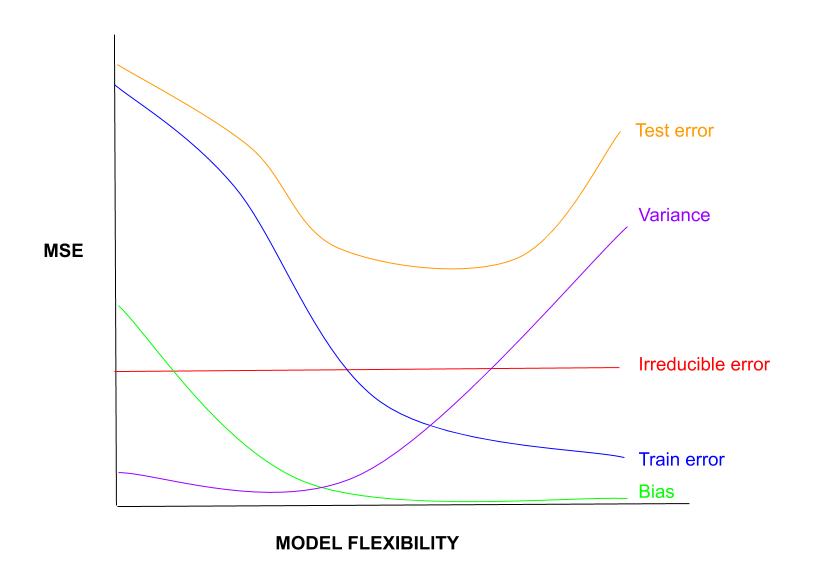 Test error
Variance
MSE
Irreducible error
Train error
Bias
MODEL FLEXIBILITY